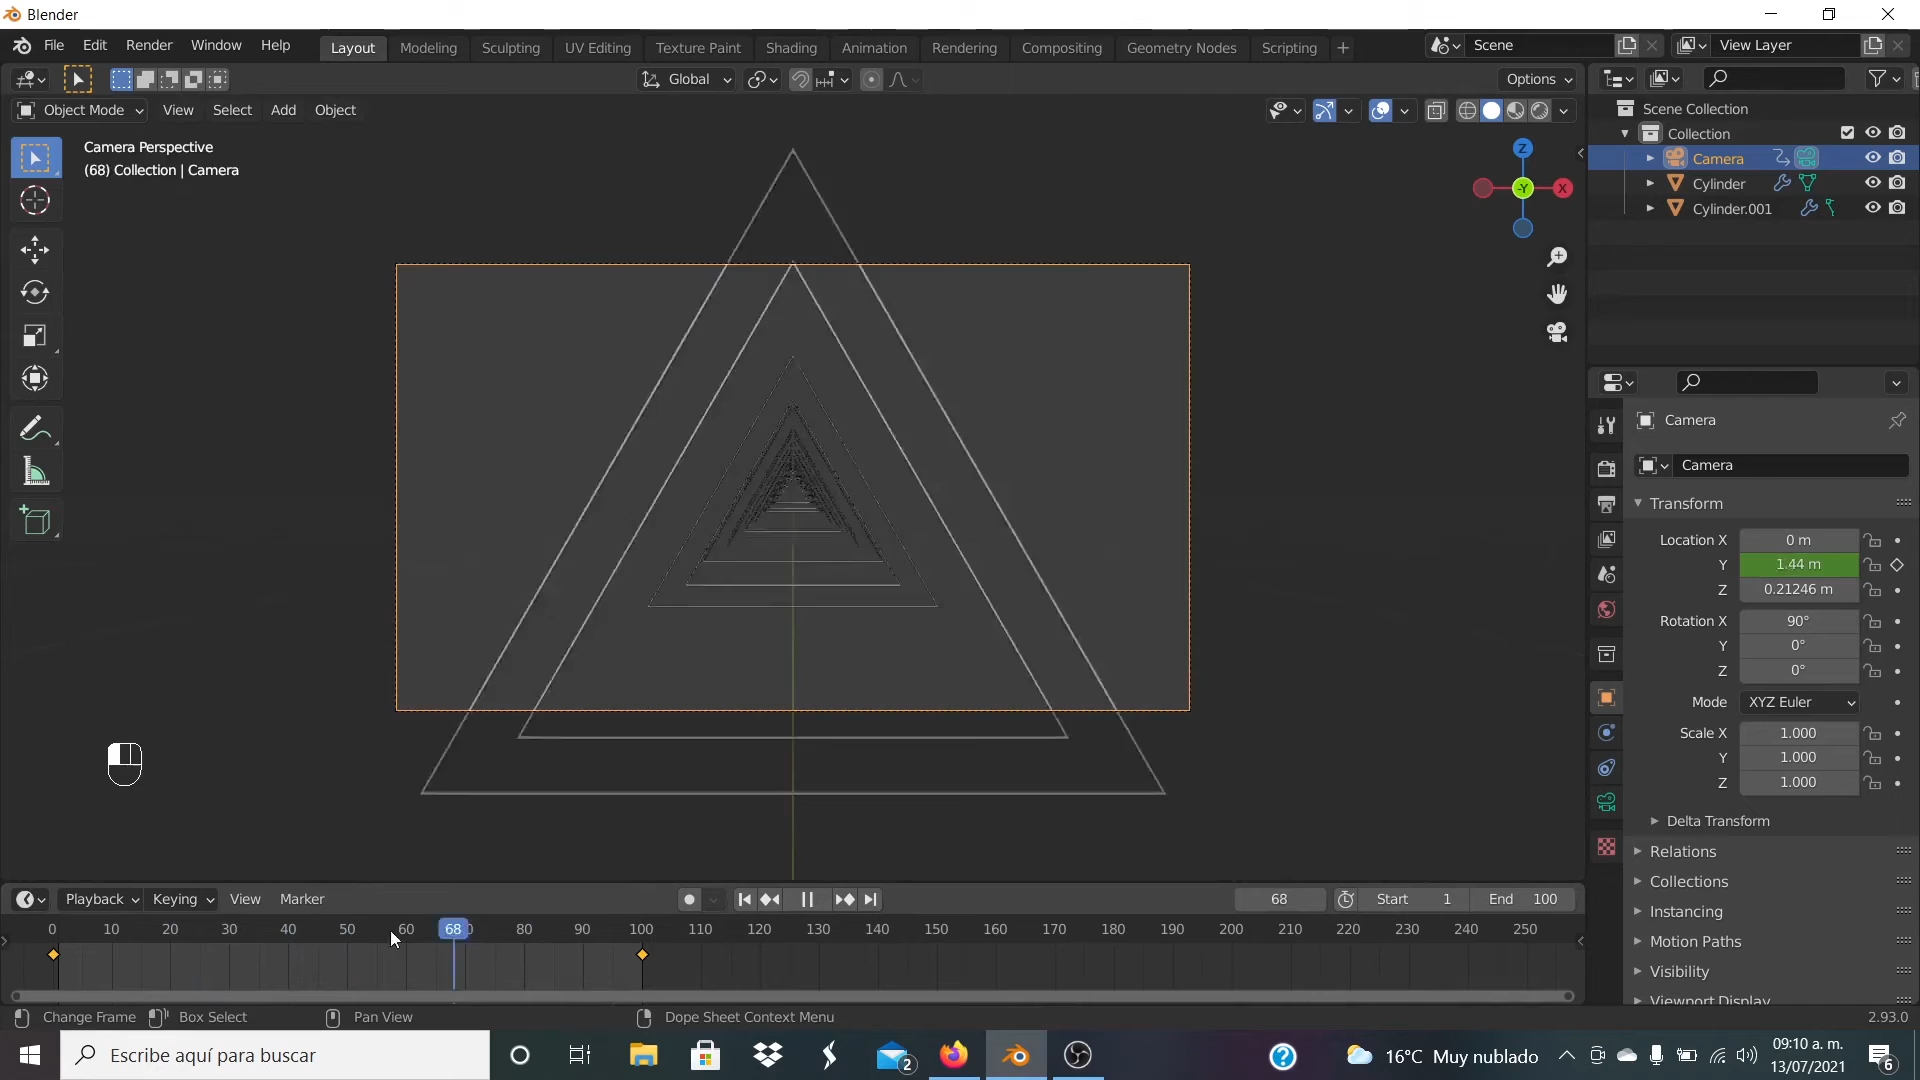 Blender
File Edit Render Window Help Layout Modeling Sculpting UV Editing Texture Paint Shading Animation Rendering Compositing Geometry Nodes Scripting + Scene View Layer
Global Options
Object Mode View Select Add Object
Camera Perspective
(68) Collection | Camera
Z
-Y X
Scene Collection
Collection
Camera
Cylinder
Cylinder.001
Camera
Camera
Transform
Location X 0 m
Y 1.44 m
Z 0.21246 m
Rotation X 90°
Y 0°
Z 0°
Mode XYZ Euler
Scale X 1.000
Y 1.000
Z 1.000
Delta Transform
Relations
Collections
Instancing
Motion Paths
Visibility
Viewport Display
Playback Keying View Marker 68 Start 1 End 100
0 10 20 30 40 50 60 68 80 90 100 110 120 130 140 150 160 170 180 190 200 210 220 230 240 250
Change Frame Box Select Pan View Dope Sheet Context Menu 2.93.0
Escribe aquí para buscar 2 16°C Muy nublado 09:10 a. m.
13/07/2021 6